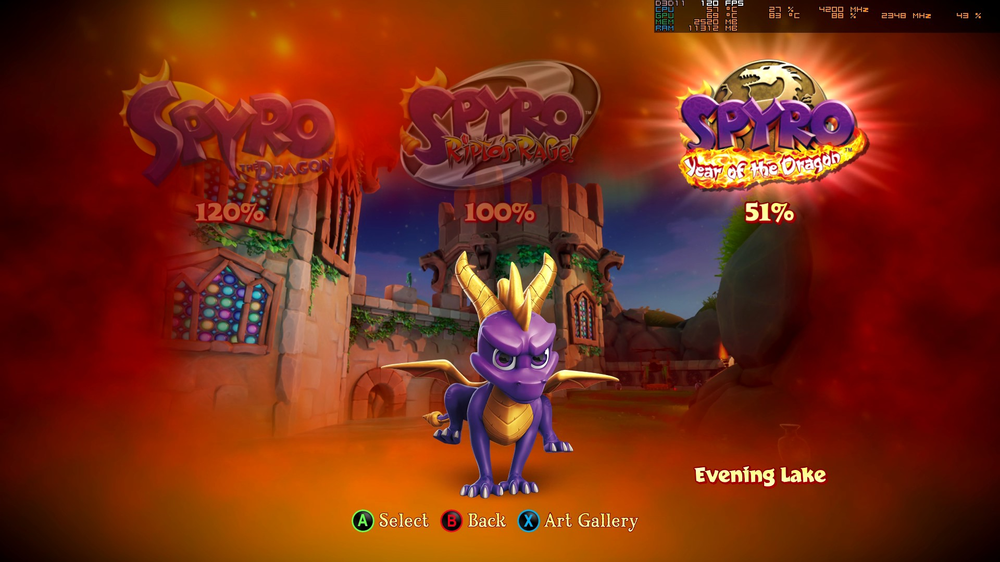 D3D11 120 FPS
CPU 57 °C 27 % 4200 MHz
GPU 69 °C 83 °C 88 % 2348 MHz 43 %
MEM 2520 MB
RAM 11312 MB
SPYRO
THE DRAGON
SPYRO ™
Ripto's Rage!
SPYRO
Year of the Dragon ™
120%
100%
51%
Evening Lake
A Select B Back X Art Gallery